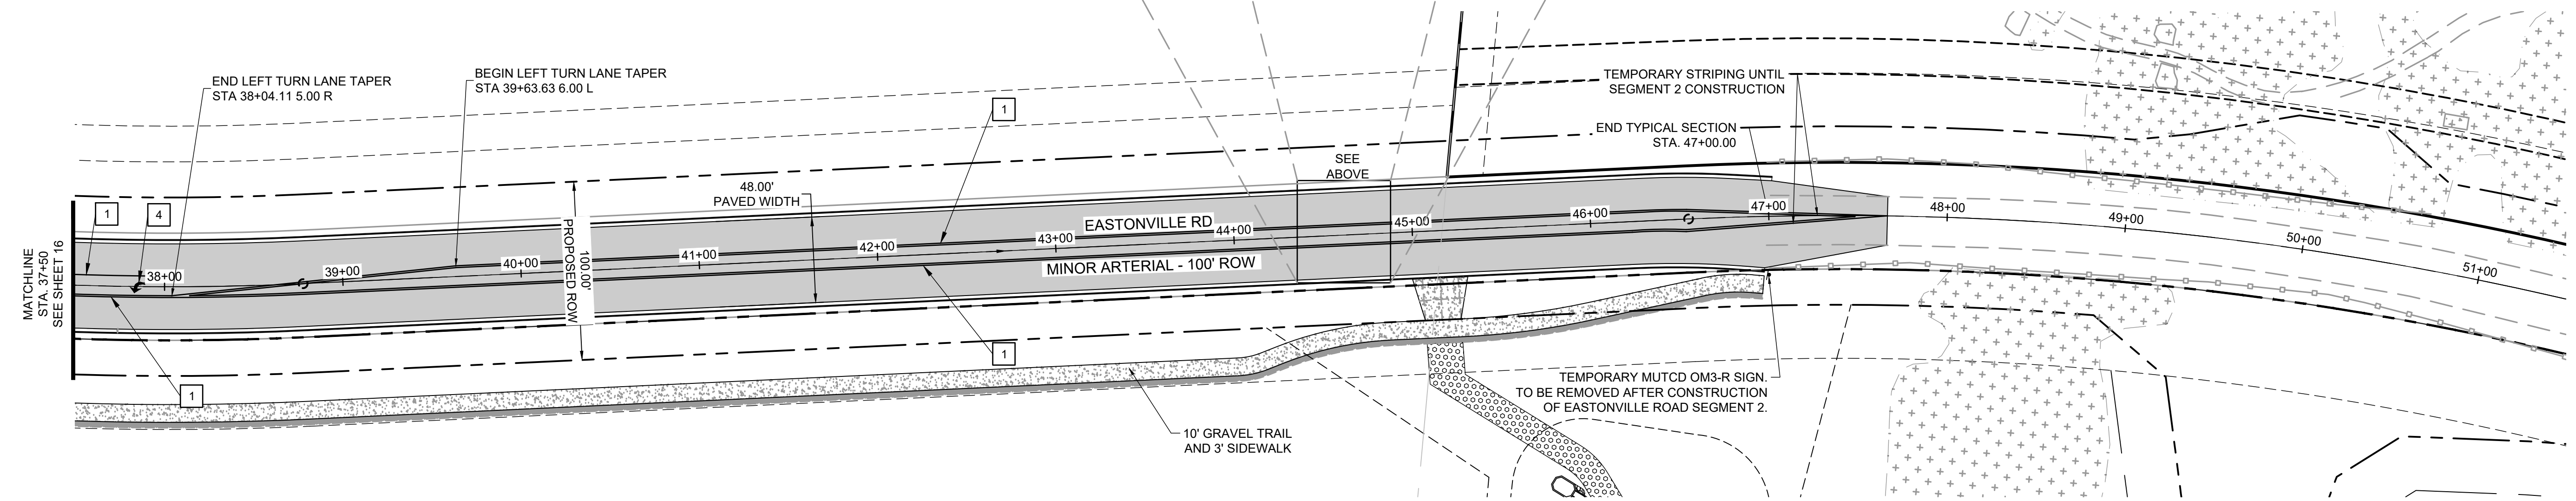 END LEFT TURN LANE TAPER
STA 38+04.11 5.00 R
BEGIN LEFT TURN LANE TAPER
STA 39+63.63 6.00 L
1
TEMPORARY STRIPING UNTIL
SEGMENT 2 CONSTRUCTION
END TYPICAL SECTION
STA. 47+00.00
SEE
ABOVE
48.00'
PAVED WIDTH
1
4
MATCHLINE
STA. 37+50
SEE SHEET 16
100.00'
PROPOSED ROW
EASTONVILLE RD
MINOR ARTERIAL - 100' ROW
38+00
39+00
40+00
41+00
42+00
43+00
44+00
45+00
46+00
47+00
48+00
49+00
50+00
51+00
1
1
TEMPORARY MUTCD OM3-R SIGN.
TO BE REMOVED AFTER CONSTRUCTION
OF EASTONVILLE ROAD SEGMENT 2.
10' GRAVEL TRAIL
AND 3' SIDEWALK